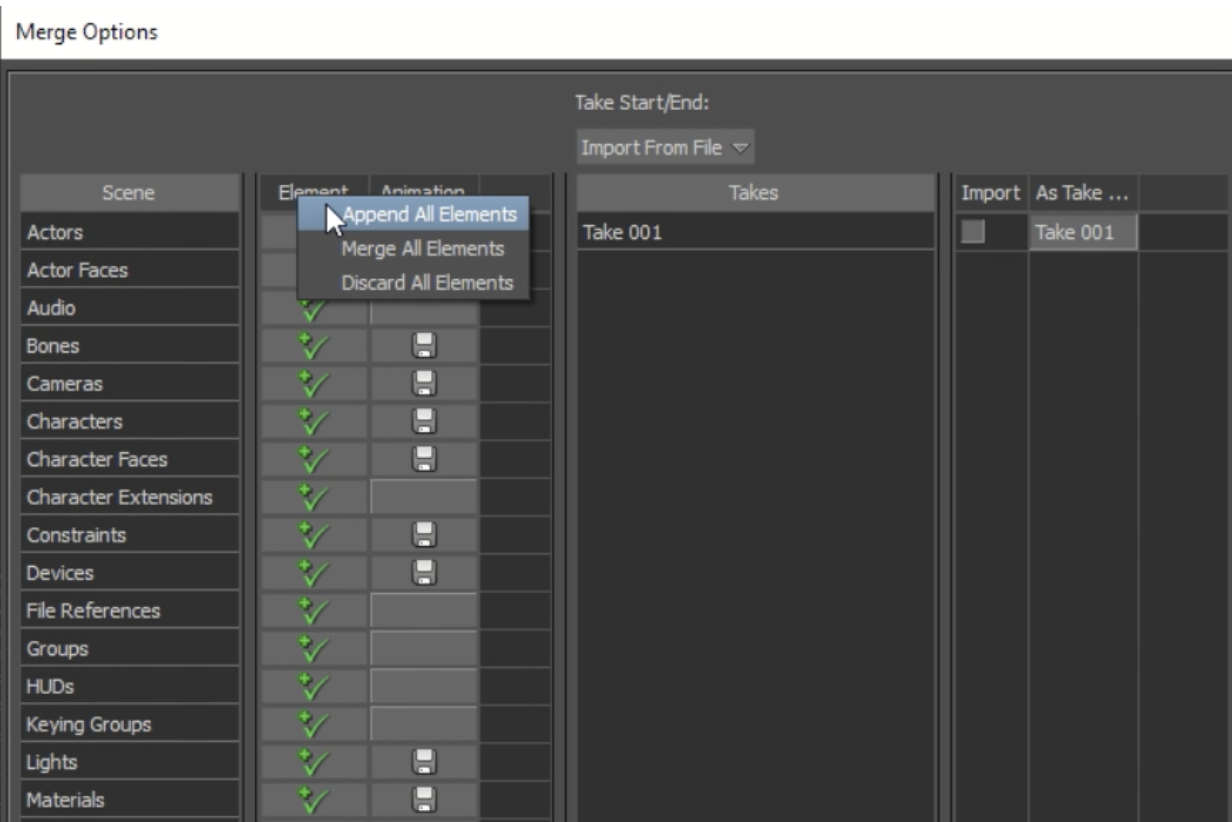 Merge Options
Take Start/End:
Import From File
Scene
Element
Animation
Takes
Import
As Take ...
Append All Elements
Merge All Elements
Discard All Elements
Actors
Take 001
Take 001
Actor Faces
Audio
Bones
Cameras
Characters
Character Faces
Character Extensions
Constraints
Devices
File References
Groups
HUDs
Keying Groups
Lights
Materials